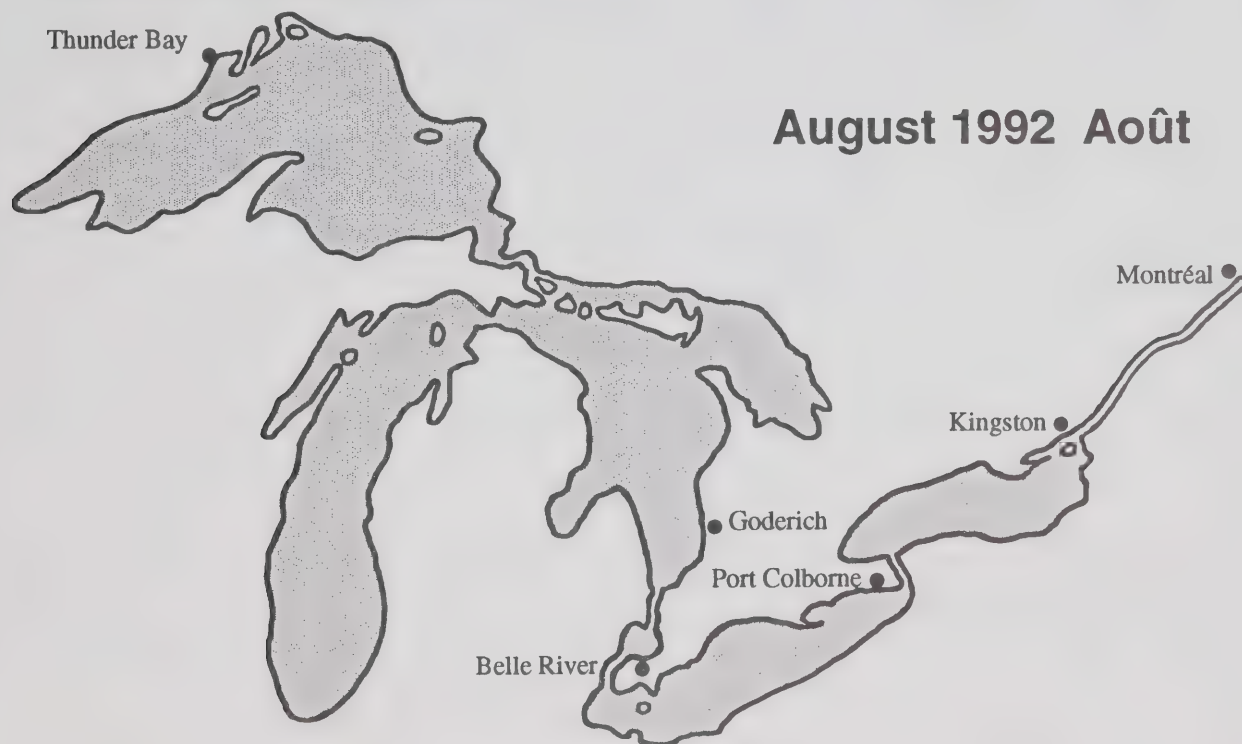 Thunder Bay
August 1992 Août
Montréal
Kingston
Goderich
Port Colborne
Belle River